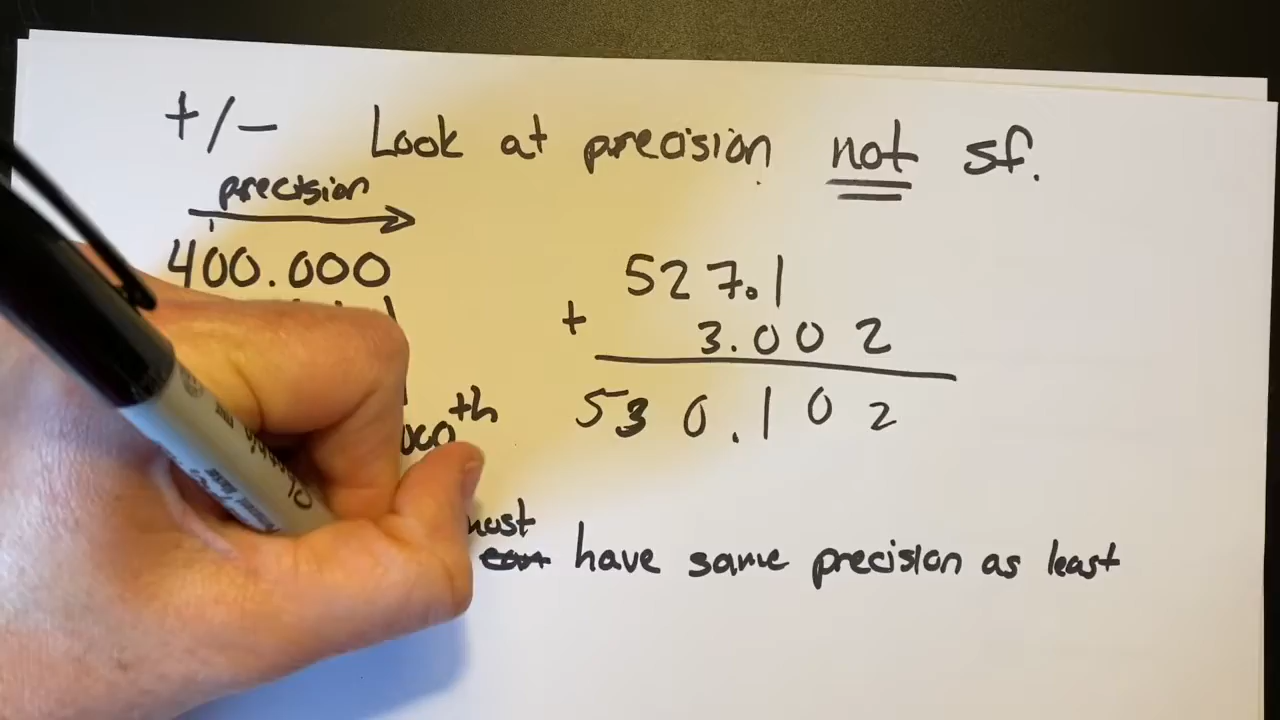 +/- Look at precision not sf.
precision
400.000
527.1
+ 3.002
530.102
th
must
have same precision as least